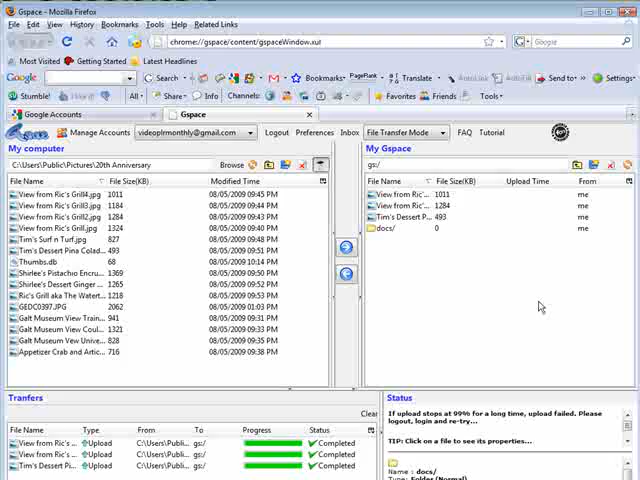 Gspace - Mozilla Firefox
File Edit View History Bookmarks Tools Help Related Links
chrome://gspace/content/gspaceWindow.xul Google
Most Visited Getting Started Latest Headlines
Google Search Bookmarks PageRank Translate AutoLink AutoFill Send to Settings
Stumble! I like it! All Share Info Channels: Favorites Friends Tools
Google Accounts Gspace
Manage Accounts videoplrmonthly@gmail.com Logout Preferences Inbox File Transfer Mode FAQ Tutorial
My computer My Gspace
C:\Users\Public\Pictures\20th Anniversary Browse gs:/
File Name File Size(KB) Modified Time File Name File Size(KB) Upload Time From
View from Ric's Grill4.jpg 1011 08/05/2009 09:45 PM View from Ric'... 1011 me
View from Ric's Grill3.jpg 1184 08/05/2009 09:44 PM View from Ric'... 1284 me
View from Ric's Grill2.jpg 1284 08/05/2009 09:43 PM Tim's Dessert P... 493 me
View from Ric's Grill.jpg 1324 08/05/2009 09:40 PM docs/ 0 me
Tim's Surf n Turf.jpg 827 08/05/2009 09:48 PM
Tim's Dessert Pina Colad... 493 08/05/2009 09:51 PM
Thumbs.db 68 08/05/2009 10:14 PM
Shirlee's Pistachio Encru... 1369 08/05/2009 09:50 PM
Shirlee's Dessert Ginger ... 1265 08/05/2009 09:52 PM
Ric's Grill aka The Watert... 1218 08/05/2009 09:53 PM
GEDC0397.JPG 2062 08/05/2009 01:03 PM
Galt Museum View Train... 941 08/05/2009 09:31 PM
Galt Museum View Coul... 1321 08/05/2009 09:33 PM
Galt Museum Vew Unive... 828 08/05/2009 09:35 PM
Appetizer Crab and Artic... 716 08/05/2009 09:38 PM
Tranfers Status
Clear
If upload stops at 99% for a long time, upload failed. Please
logout, login and re-try...
File Name Type From To Progress Status
View from Ric's ... Upload C:\Users\Publi... gs:/ Completed
TIP: Click on a file to see its properties...
View from Ric's ... Upload C:\Users\Publi... gs:/ Completed
Tim's Dessert Pi... Upload C:\Users\Publi... gs:/ Completed
Name : docs/
Type: Folder(Normal)